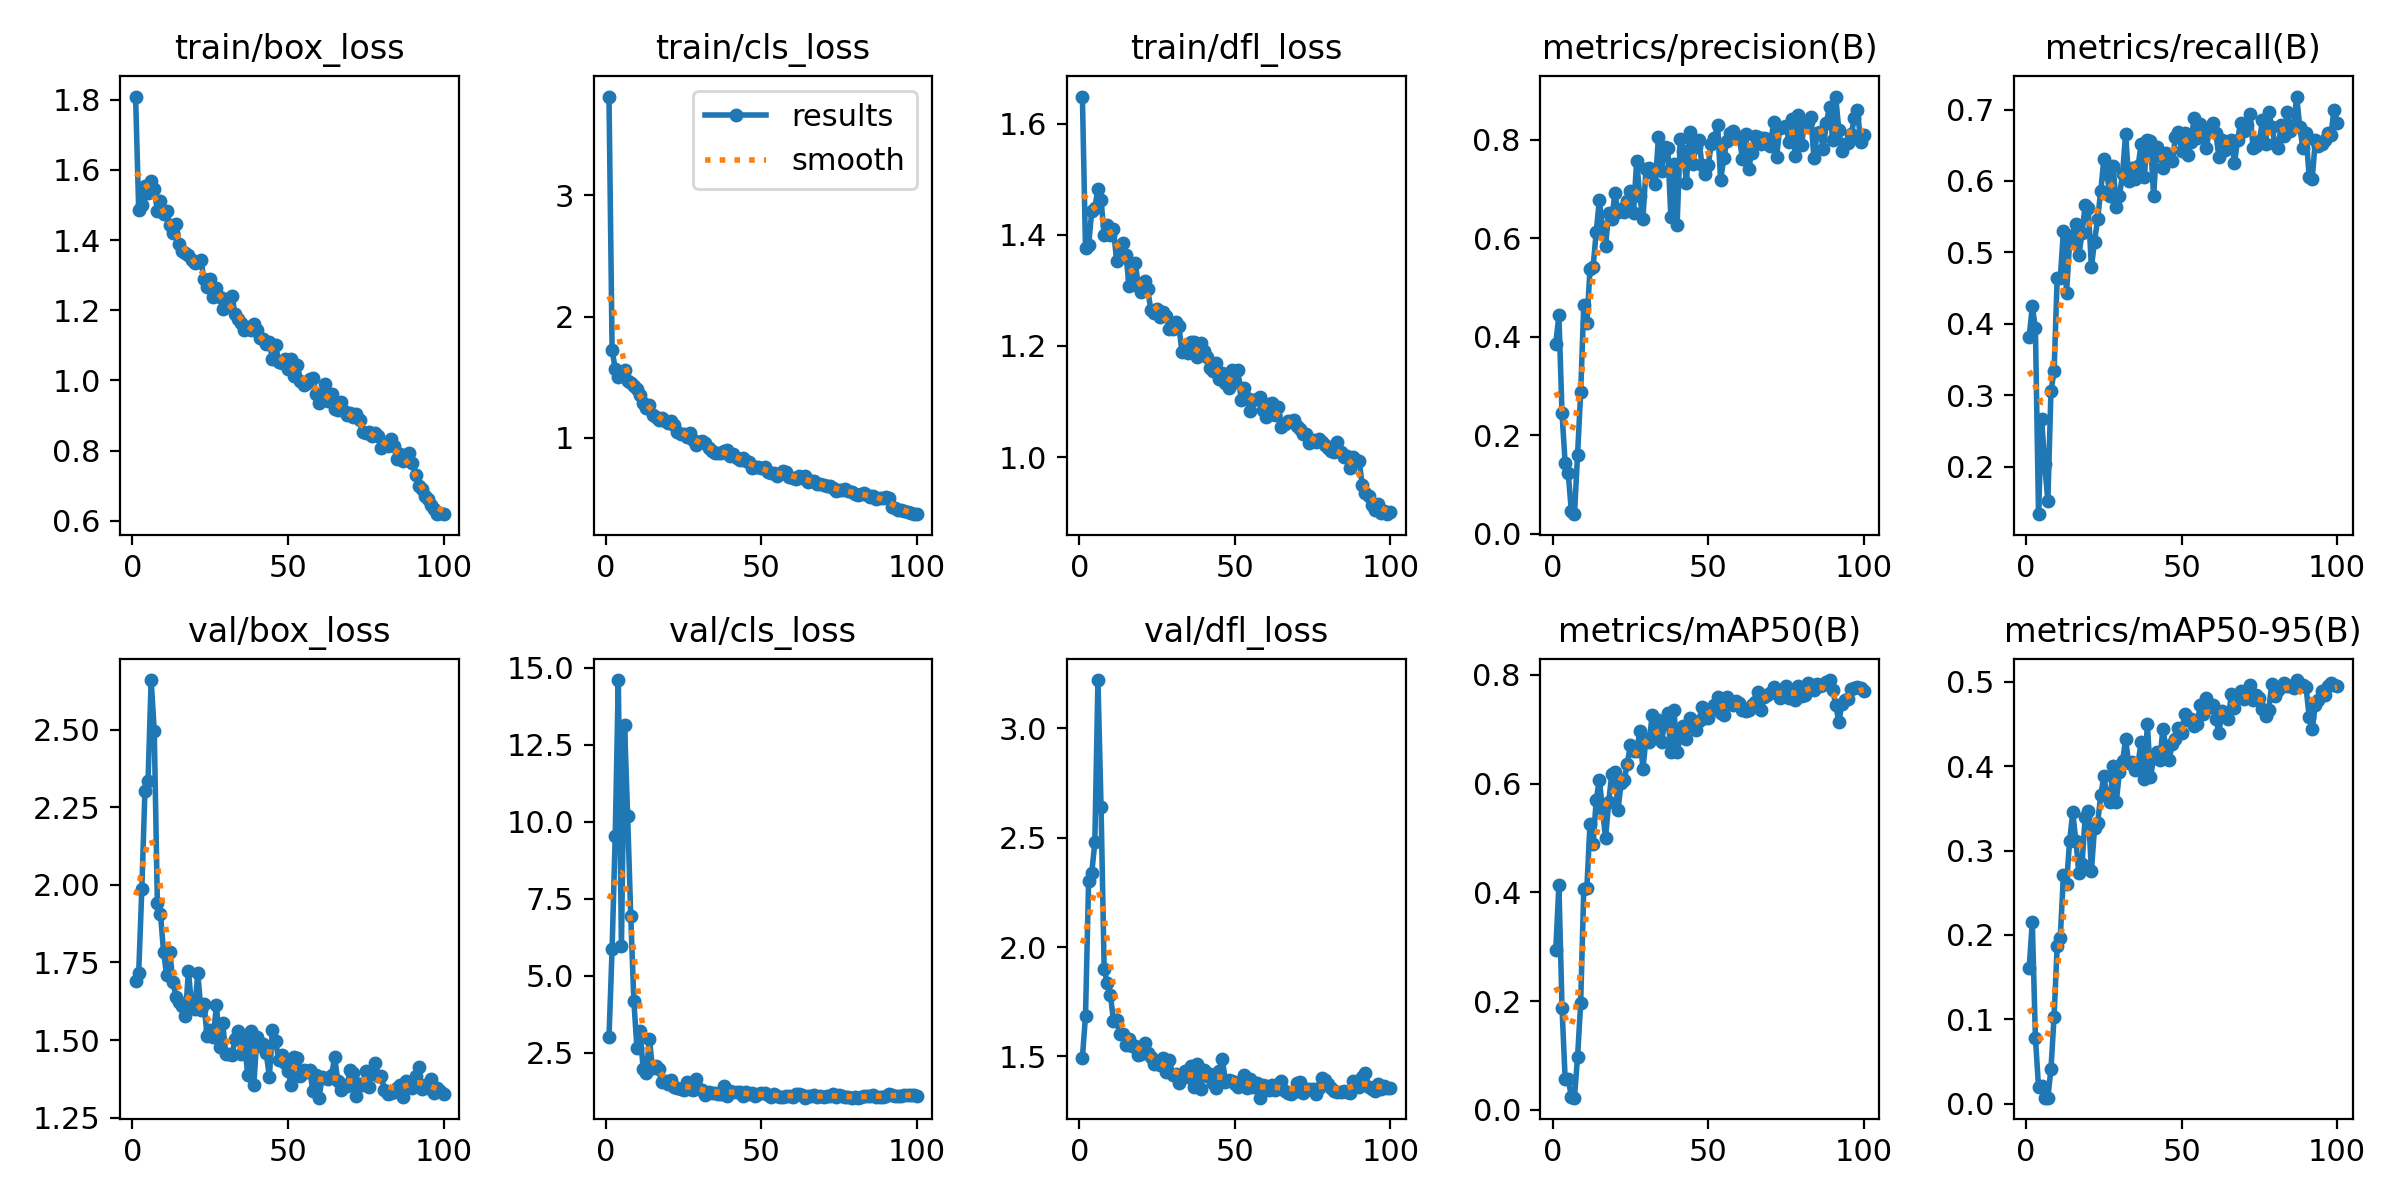 train/box_loss
1.8
1.6
1.4
1.2
1.0
0.8
0.6
0 50 100
train/cls_loss
results
smooth
3
2
1
0 50 100
train/dfl_loss
1.6
1.4
1.2
1.0
0 50 100
metrics/precision(B)
0.8
0.6
0.4
0.2
0.0
0 50 100
metrics/recall(B)
0.7
0.6
0.5
0.4
0.3
0.2
0 50 100
val/box_loss
2.50
2.25
2.00
1.75
1.50
1.25
0 50 100
val/cls_loss
15.0
12.5
10.0
7.5
5.0
2.5
0 50 100
val/dfl_loss
3.0
2.5
2.0
1.5
0 50 100
metrics/mAP50(B)
0.8
0.6
0.4
0.2
0.0
0 50 100
metrics/mAP50-95(B)
0.5
0.4
0.3
0.2
0.1
0.0
0 50 100